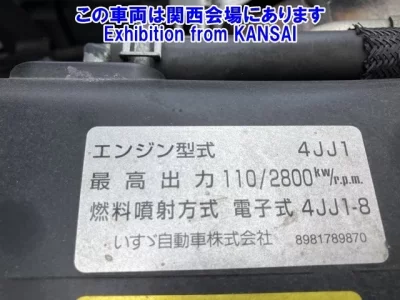 この車両は関西会場にあります
Exhibition from KANSAI
エンジン型式 4JJ1
最高出力 110/2800kw/r.p.m.
燃料噴射方式 電子式 4JJ1-8
いすゞ自動車株式会社 8981789870